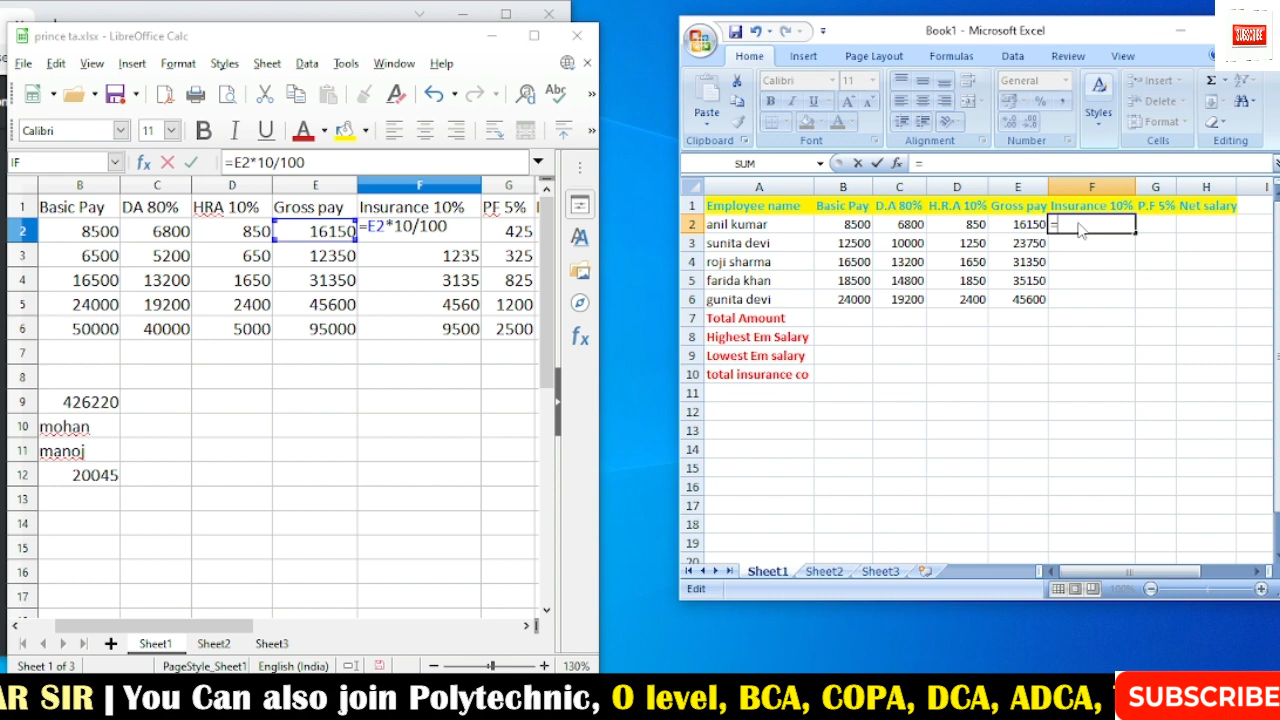 prince ta.xlsx - LibreOffice Calc
File Edit View Insert Format Styles Sheet Data Tools Window Help
Calibri 11 B I U A
IF fx =E2*10/100
B C D E F G
1 Basic Pay DA 80% HRA 10% Gross pay Insurance 10% PF 5%
2 8500 6800 850 16150 =E2*10/100 425
3 6500 5200 650 12350 1235 325
4 16500 13200 1650 31350 3135 825
5 24000 19200 2400 45600 4560 1200
6 50000 40000 5000 95000 9500 2500
7
8
9 426220
10 mohan
11 manoj
12 20045
13
14
15
16
17
Sheet1 Sheet2 Sheet3
Sheet 1 of 3 PageStyle_Sheet1 English (India) 130%
Book1 - Microsoft Excel
SUBSCRIBE
Home Insert Page Layout Formulas Data Review View
Paste Calibri 11 General Styles Insert
B I U Delete
Format
Clipboard Font Alignment Number Cells Editing
SUM fx =
A B C D E F G H I
1 Employee name Basic Pay D.A 80% H.R.A 10% Gross pay Insurance 10% P.F 5% Net salary
2 anil kumar 8500 6800 850 16150 =
3 sunita devi 12500 10000 1250 23750
4 roji sharma 16500 13200 1650 31350
5 farida khan 18500 14800 1850 35150
6 gunita devi 24000 19200 2400 45600
7 Total Amount
8 Highest Em Salary
9 Lowest Em salary
10 total insurance co
11
12
13
14
15
16
17
18
19
20
Sheet1 Sheet2 Sheet3
Edit 100%
AR SIR | You Can also join Polytechnic, O level, BCA, COPA, DCA, ADCA,
SUBSCRIBE